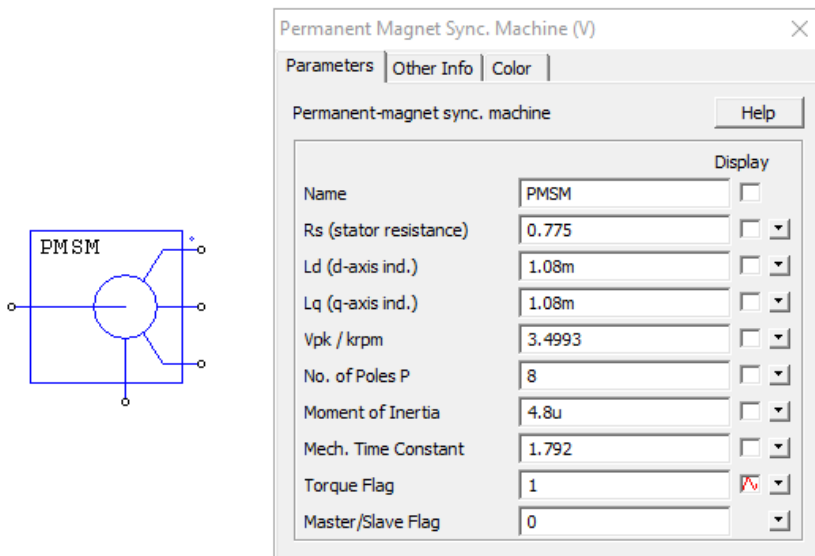 Permanent Magnet Sync. Machine (V)
Parameters Other Info Color
Permanent-magnet sync. machine Help
Display
Name PMSM
Rs (stator resistance) 0.775
Ld (d-axis ind.) 1.08m
Lq (q-axis ind.) 1.08m
Vpk / krpm 3.4993
No. of Poles P 8
Moment of Inertia 4.8u
Mech. Time Constant 1.792
Torque Flag 1
Master/Slave Flag 0
PMSM